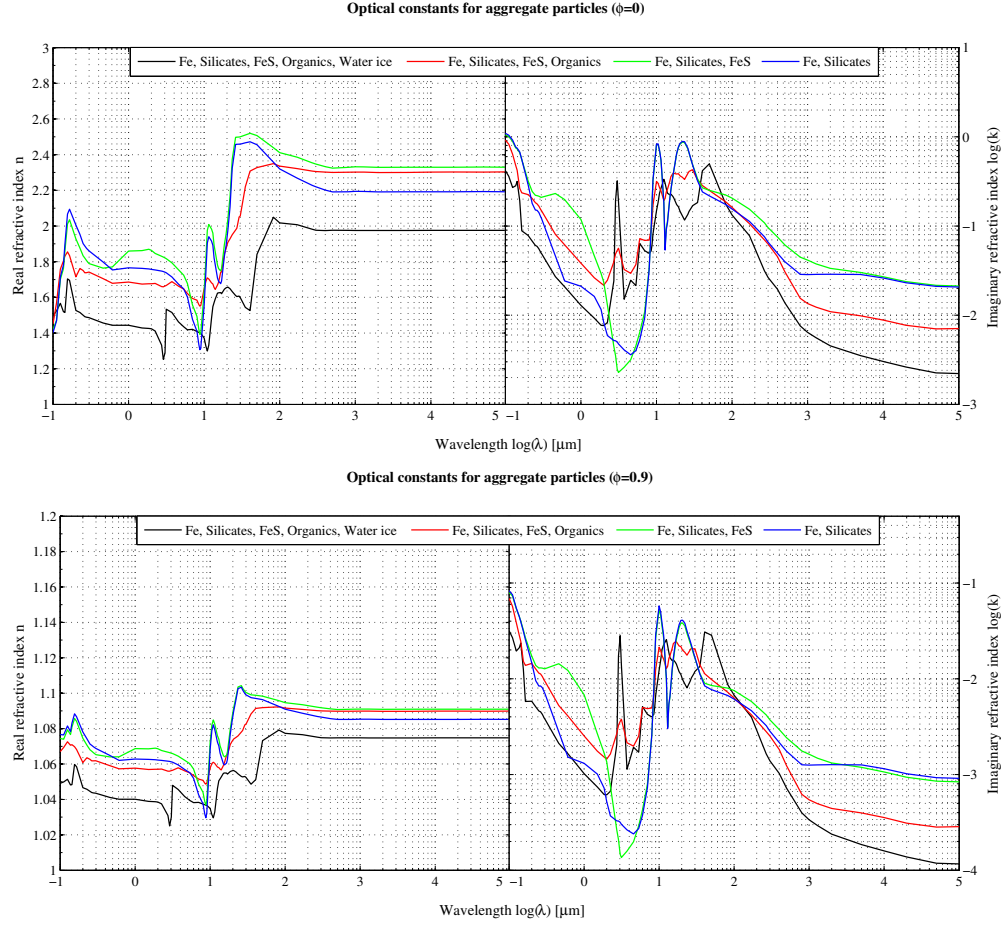 Optical constants for aggregate particles (ϕ=0)
Fe, Silicates, FeS, Organics, Water ice
Fe, Silicates, FeS, Organics
Fe, Silicates, FeS
Fe, Silicates
Real refractive index n
3
2.8
2.6
2.4
2.2
2
1.8
1.6
1.4
1.2
1
−1 0 1 2 3 4 5
−1 0 1 2 3 4 5
1
0
−1
−2
−3
Imaginary refractive index log(k)
Wavelength log(λ) [μm]
Optical constants for aggregate particles (ϕ=0.9)
Fe, Silicates, FeS, Organics, Water ice
Fe, Silicates, FeS, Organics
Fe, Silicates, FeS
Fe, Silicates
Real refractive index n
1.2
1.18
1.16
1.14
1.12
1.1
1.08
1.06
1.04
1.02
1
−1 0 1 2 3 4 5
−1 0 1 2 3 4 5
−1
−2
−3
−4
Imaginary refractive index log(k)
Wavelength log(λ) [μm]